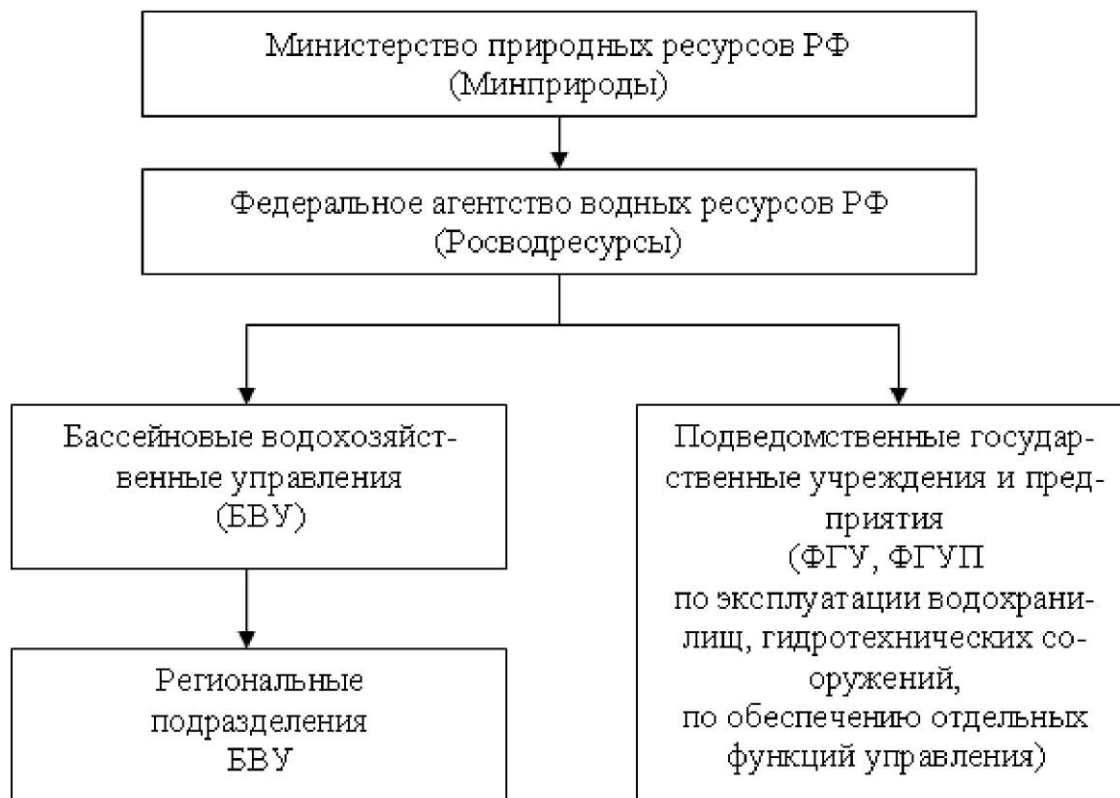 Министерство природных ресурсов РФ
(Минприроды)
Федеральное агентство водных ресурсов РФ
(Росводресурсы)
Бассейновые водохозяйст-
венные управления
(БВУ)
Региональные
подразделения
БВУ
Подведомственные государ-
ственные учреждения и пред-
приятия
(ФГУ, ФГУП
по эксплуатации водохрани-
лищ, гидротехнических со-
оружений,
по обеспечению отдельных
функций управления)